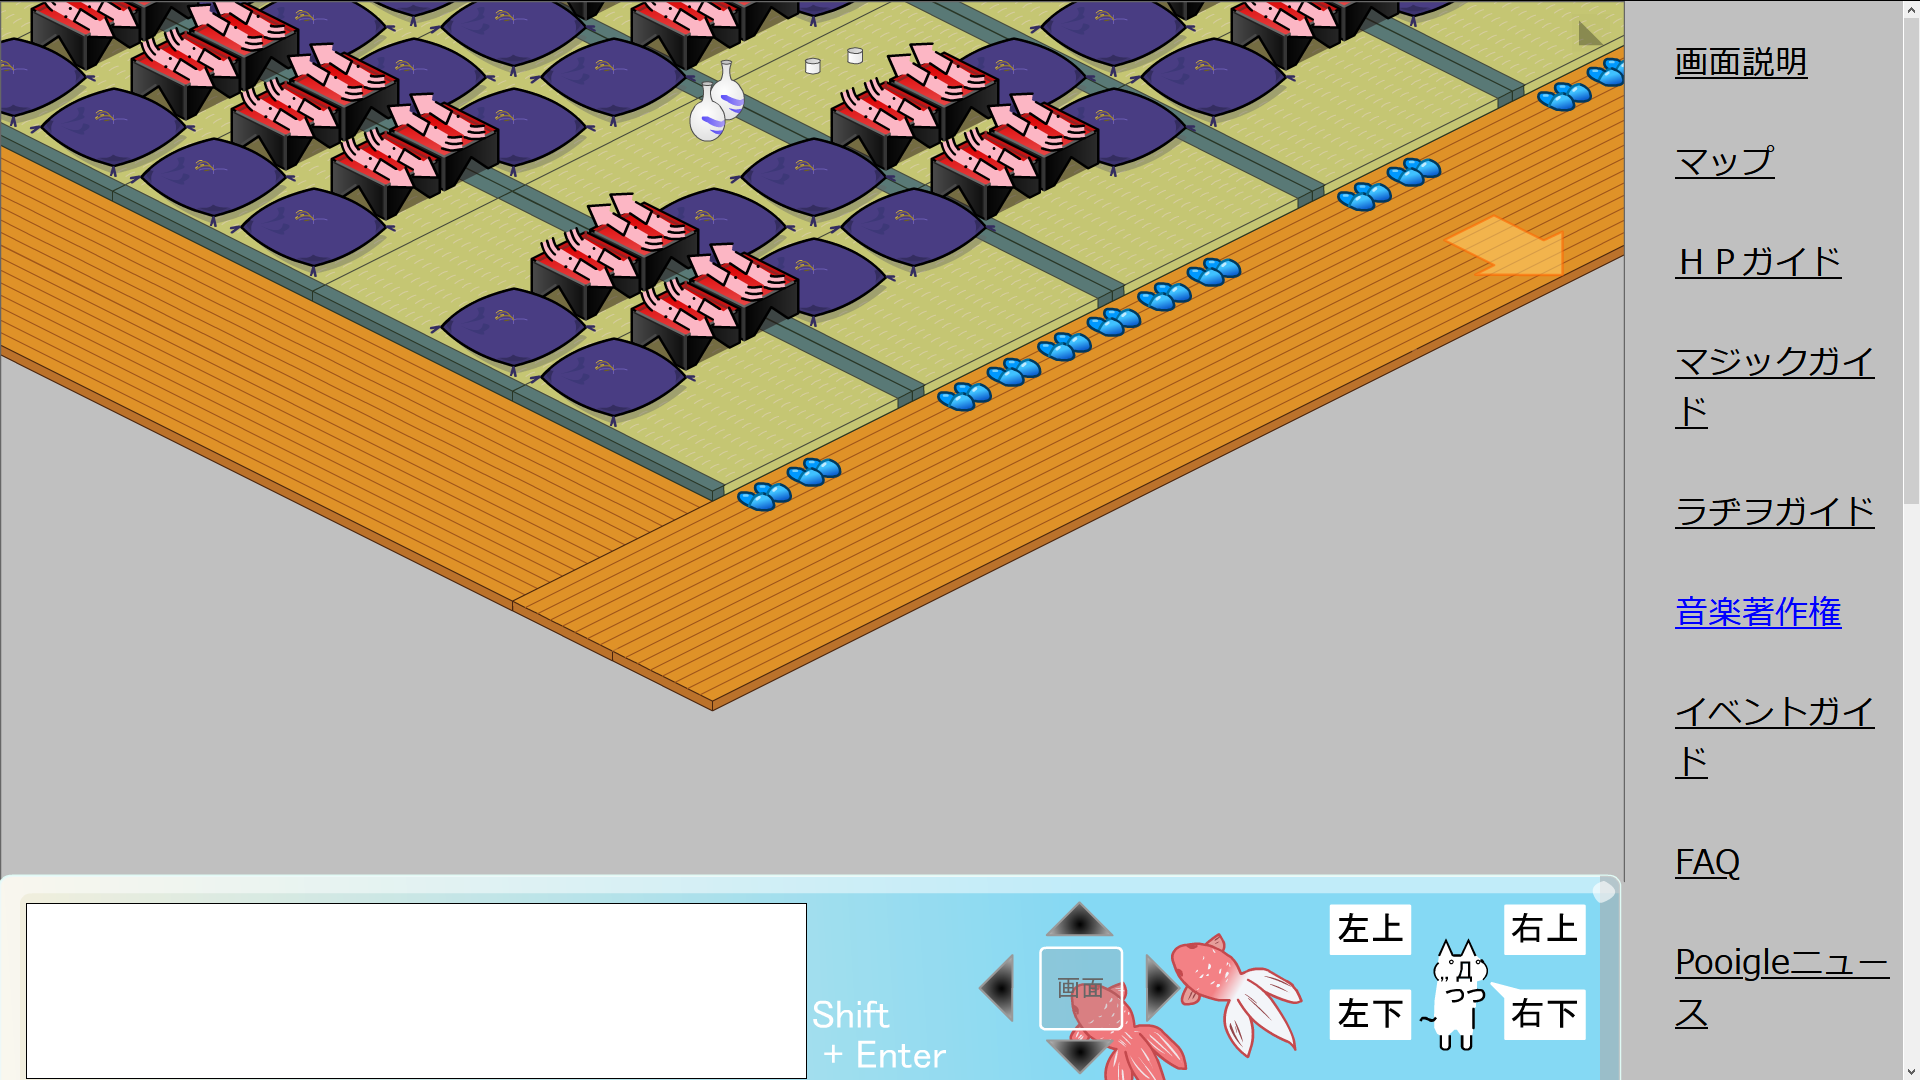 画面説明
マップ
ＨＰガイド
マジックガイ
ド
ラヂヲガイド
音楽著作権
イベントガイ
ド
FAQ
Pooigleニュー
ス
Shift
+ Enter
画面
左上
右上
左下
右下